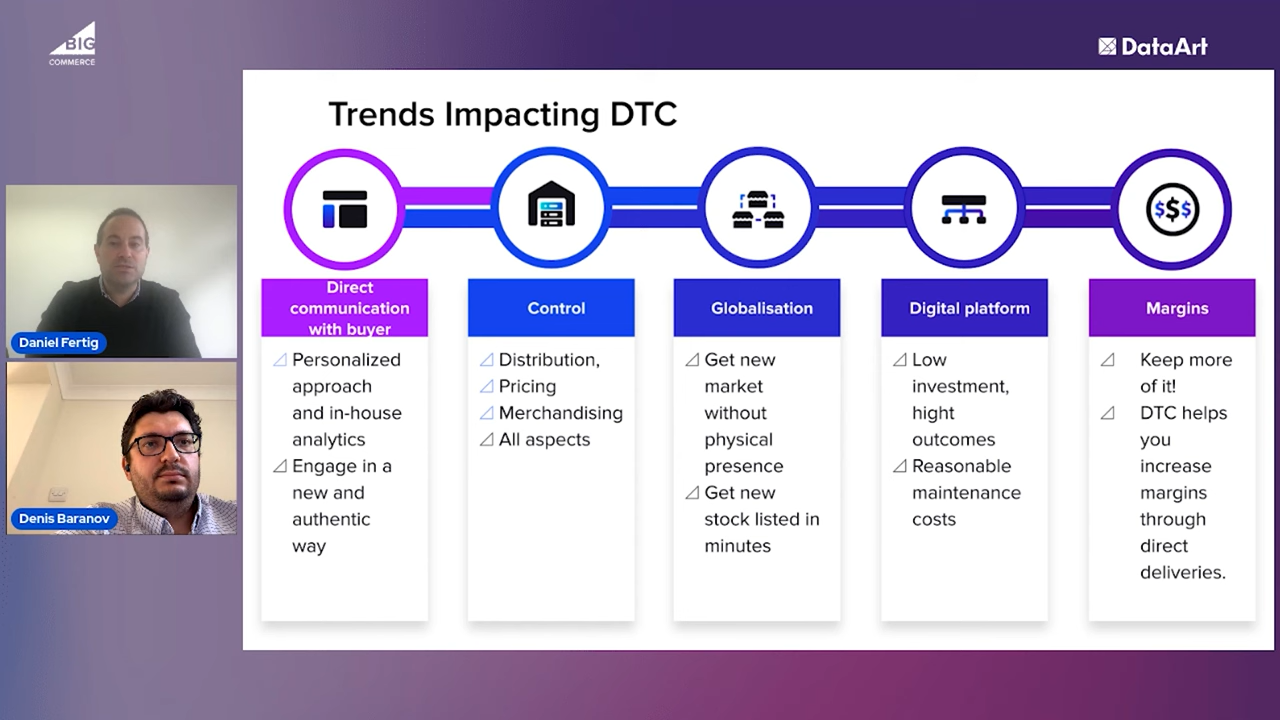 BIG
COMMERCE
DataArt
Trends Impacting DTC
Direct
communication
with buyer
Personalized
approach
and in-house
analytics
Engage in a
new and
authentic
way
Control
Distribution,
Pricing
Merchandising
All aspects
Globalisation
Get new
market
without
physical
presence
Get new
stock listed in
minutes
Digital platform
Low
investment,
hight
outcomes
Reasonable
maintenance
costs
$$$
Margins
Keep more
of it!
DTC helps
you
increase
margins
through
direct
deliveries.
Daniel Fertig
Denis Baranov